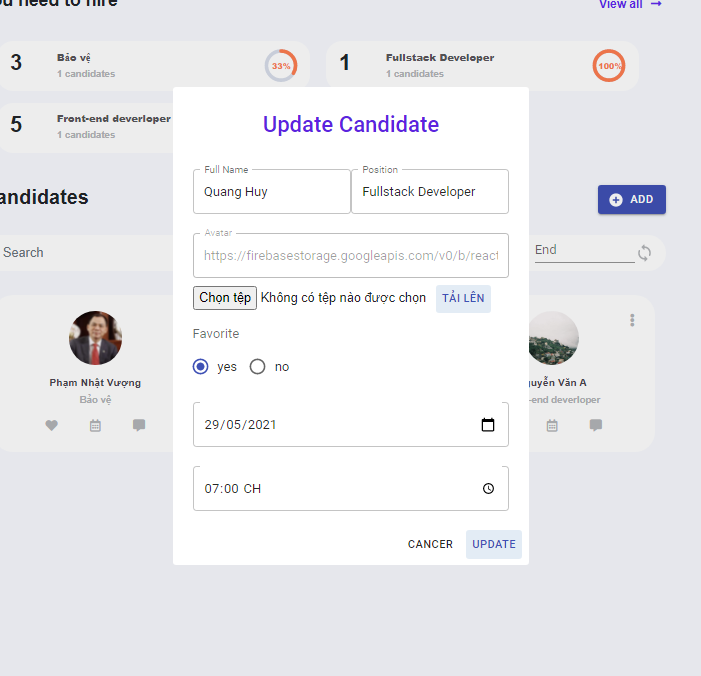 ou need to hire
View all →
3
Bảo vệ
1 candidates
33%
1
Fullstack Developer
1 candidates
100%
5
Front-end deverloper
1 candidates
Update Candidate
Full Name
Quang Huy
Position
Fullstack Developer
andidates
ADD
Avatar
https://firebasestorage.googleapis.com/v0/b/react
Search
End
Chọn tệp Không có tệp nào được chọn
TẢI LÊN
Favorite
yes
no
Phạm Nhật Vượng
Bảo vệ
uyễn Văn A
-end deverloper
29/05/2021
07:00 CH
CANCER
UPDATE